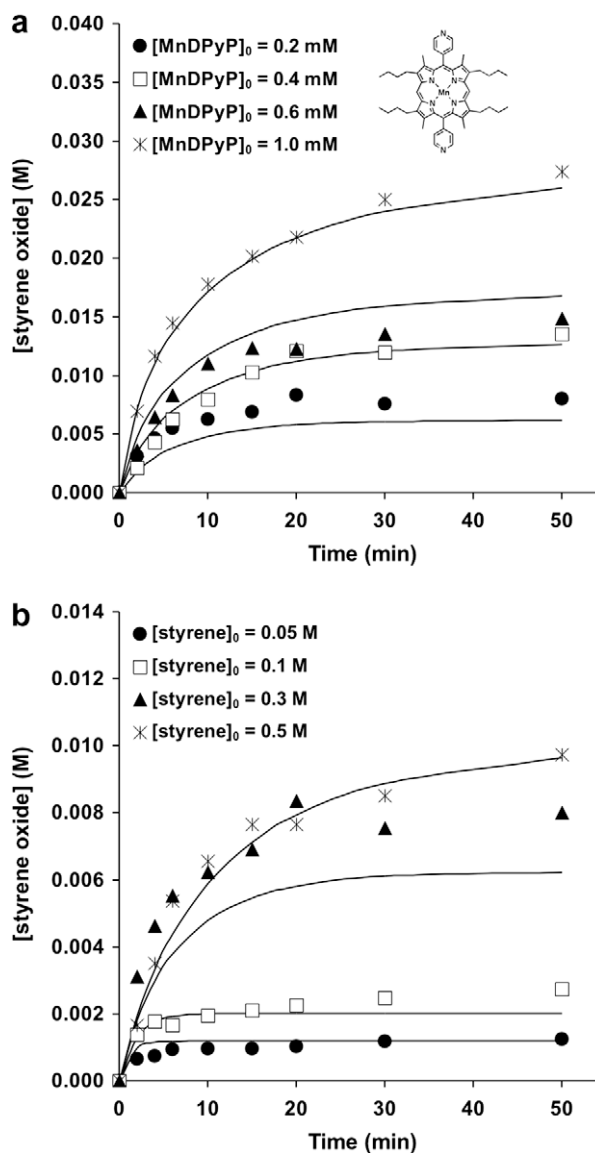 a
[MnDPyP]₀ = 0.2 mM
[MnDPyP]₀ = 0.4 mM
[MnDPyP]₀ = 0.6 mM
[MnDPyP]₀ = 1.0 mM
N
N N
Mn
N N
N
0.040
0.035
0.030
0.025
0.020
0.015
0.010
0.005
0.000
[styrene oxide] (M)
0 10 20 30 40 50
Time (min)
b
[styrene]₀ = 0.05 M
[styrene]₀ = 0.1 M
[styrene]₀ = 0.3 M
[styrene]₀ = 0.5 M
0.014
0.012
0.010
0.008
0.006
0.004
0.002
0.000
[styrene oxide] (M)
0 10 20 30 40 50
Time (min)